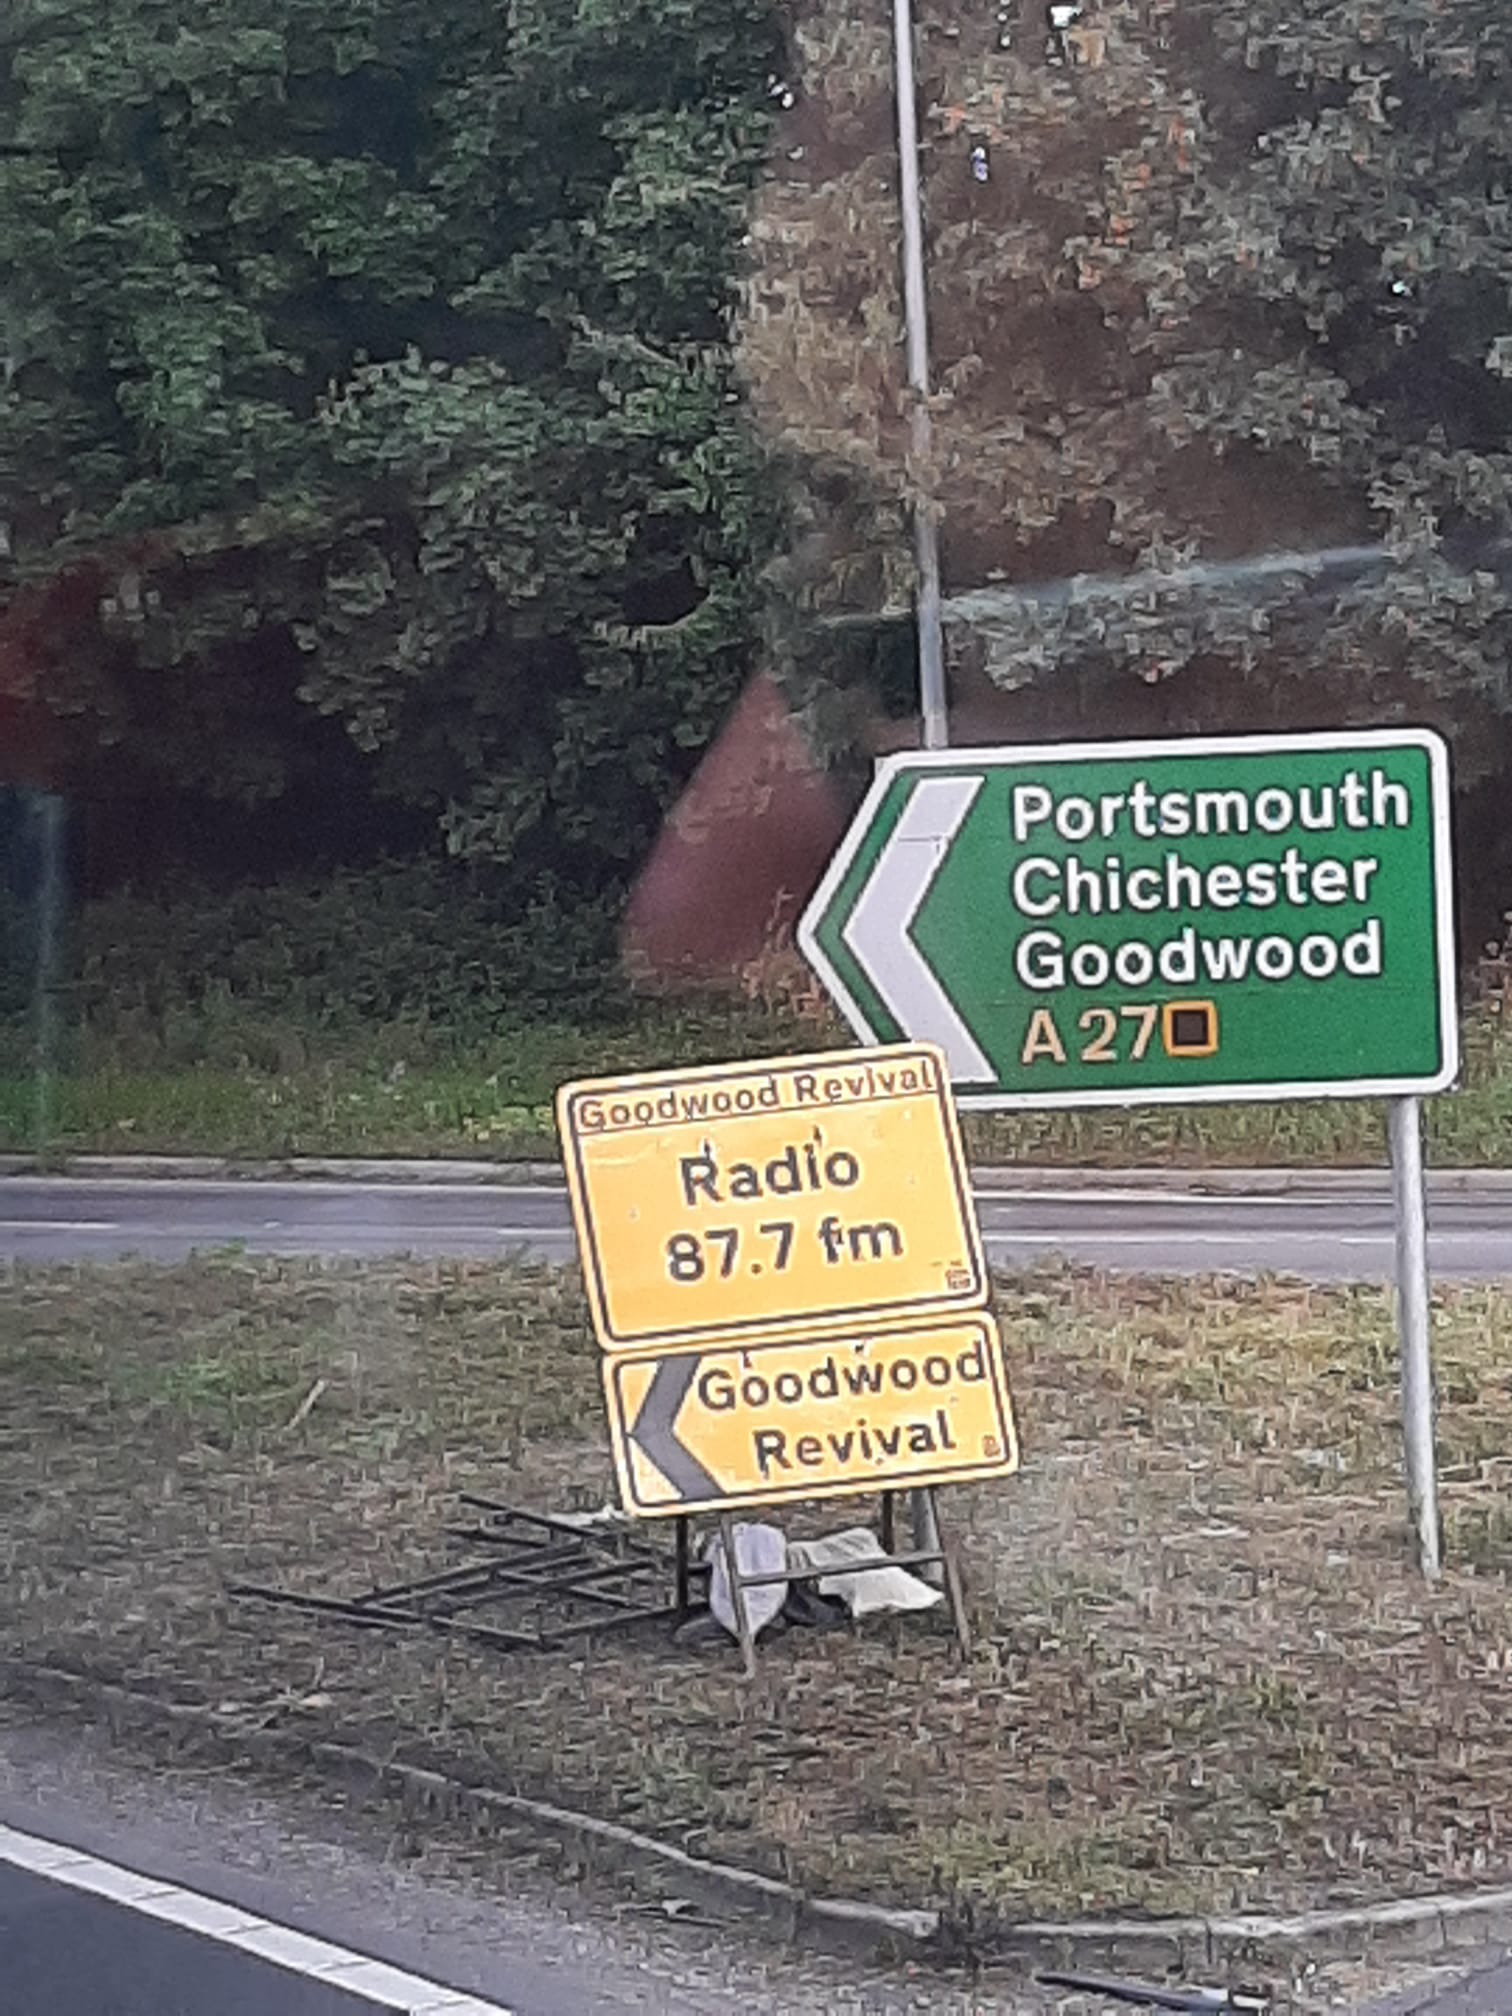 Portsmouth
Chichester
Goodwood
A 27
Goodwood Revival
Radio
87.7 fm
Goodwood
Revival